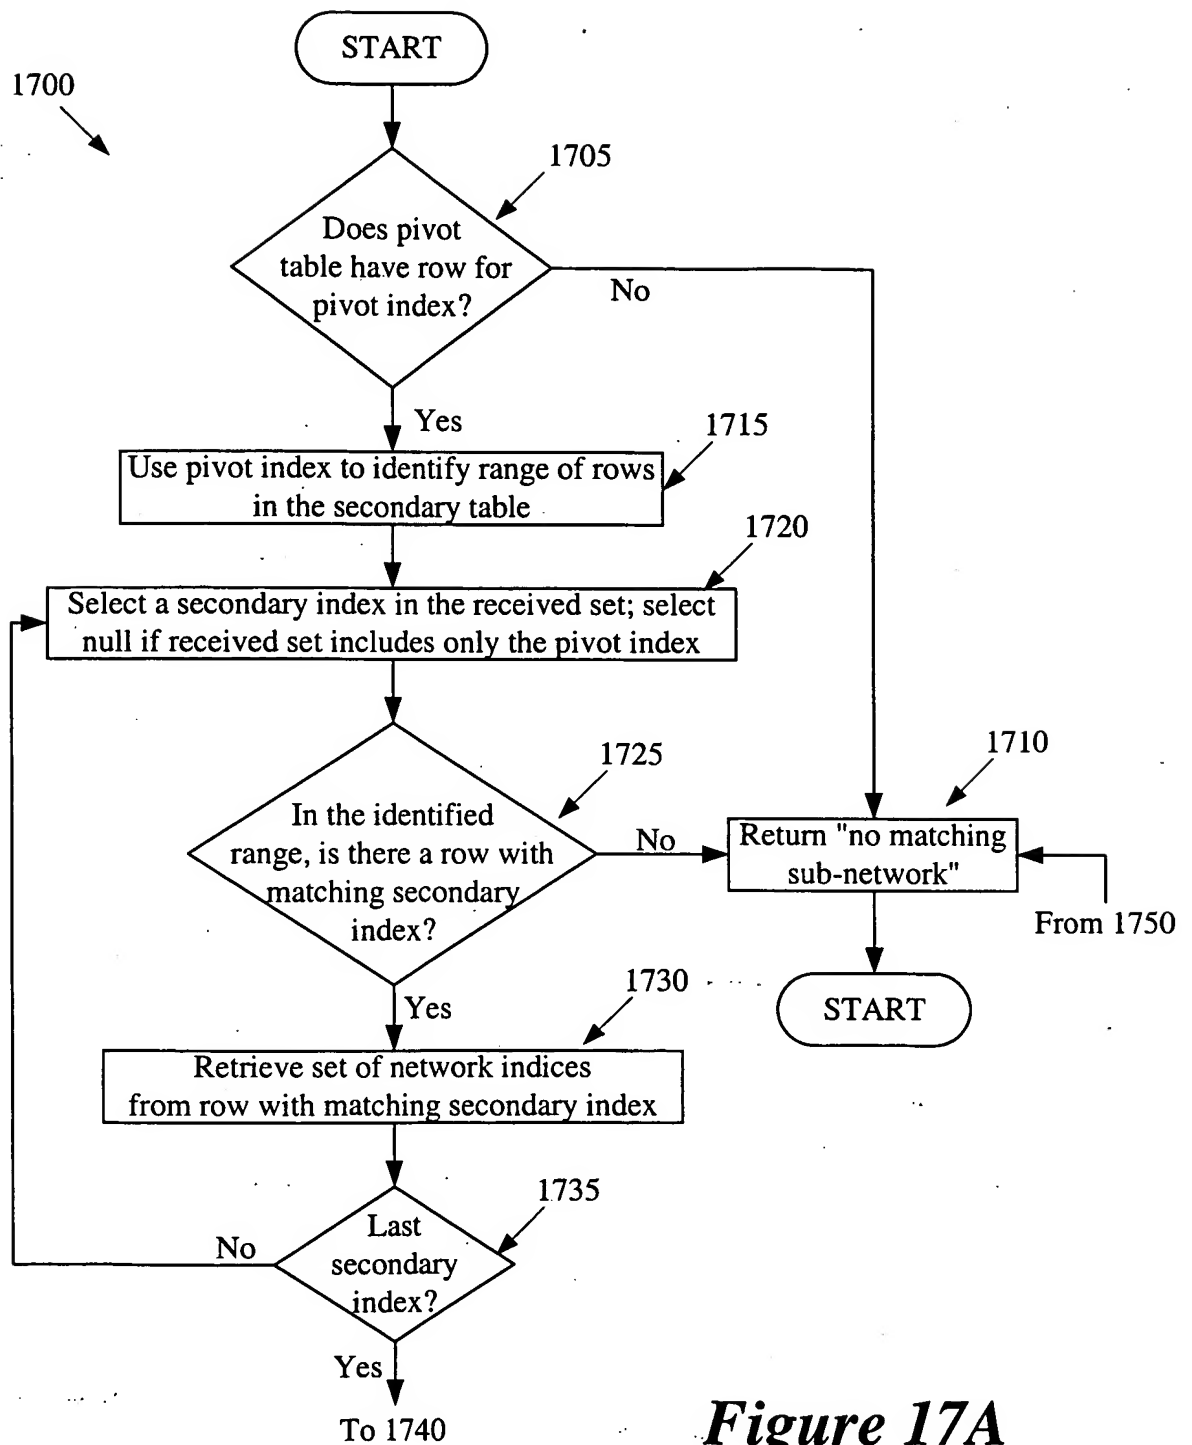 START
1700
1705
Does pivot
table have row for
pivot index?
No
Yes
1715
Use pivot index to identify range of rows
in the secondary table
1720
Select a secondary index in the received set; select
null if received set includes only the pivot index
1725
In the identified
range, is there a row with
matching secondary
index?
No
1710
Return "no matching
sub-network"
From 1750
START
Yes
1730
Retrieve set of network indices
from row with matching secondary index
1735
Last
secondary
index?
No
Yes
To 1740
Figure 17A